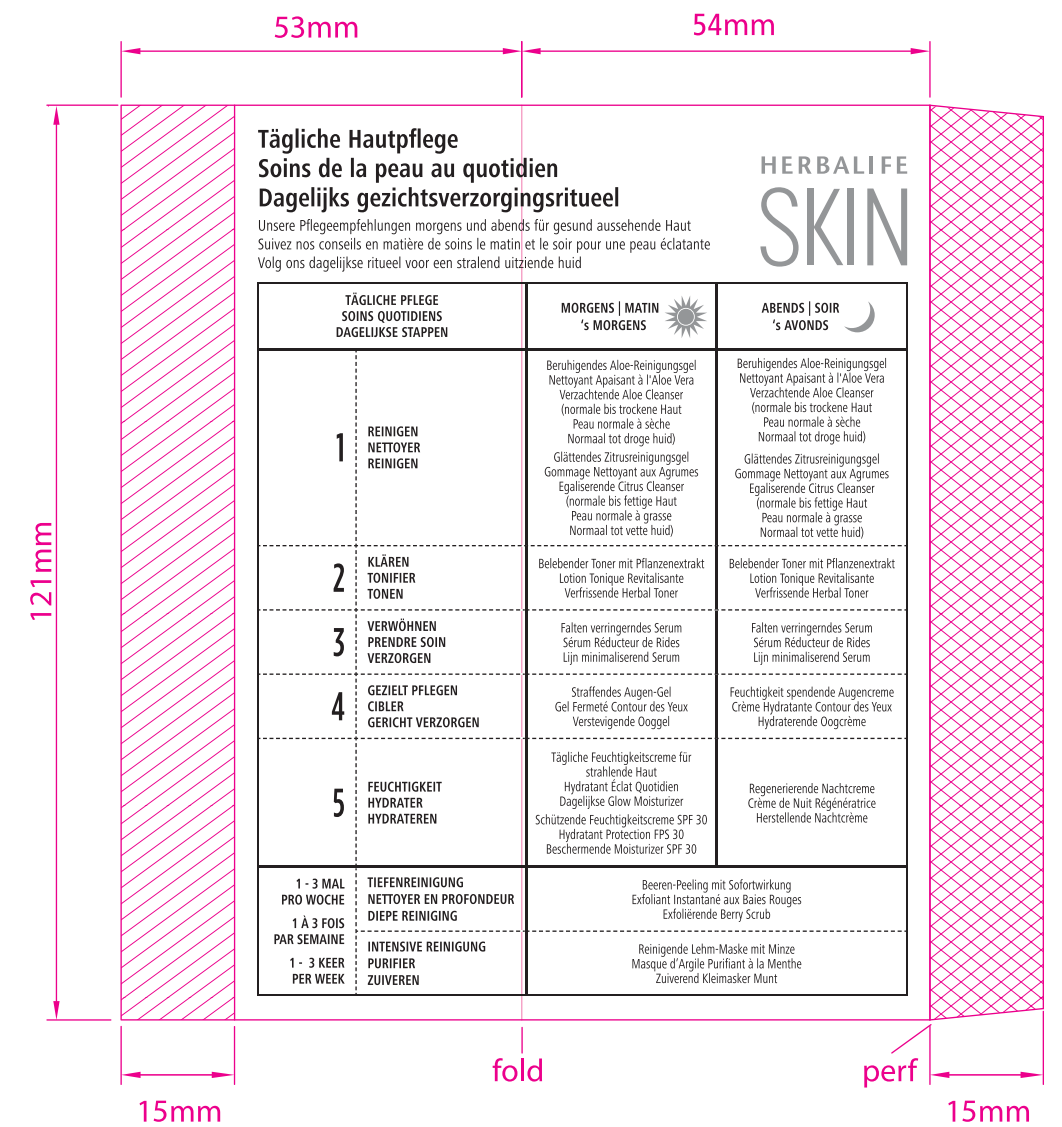 53mm
54mm
121mm
Tägliche Hautpflege
Soins de la peau au quotidien
Dagelijks gezichtsverzorgingsritueel
Unsere Pflegeempfehlungen morgens und abends für gesund aussehende Haut
Suivez nos conseils en matière de soins le matin et le soir pour une peau éclatante
Volg ons dagelijkse ritueel voor een stralend uitziende huid
HERBALIFE
SKIN
TÄGLICHE PFLEGE
SOINS QUOTIDIENS
DAGELIJKSE STAPPEN
MORGENS | MATIN
‘s MORGENS
ABENDS | SOIR
‘s AVONDS
1
REINIGEN
NETTOYER
REINIGEN
Beruhigendes Aloe-Reinigungsgel
Nettoyant Apaisant à l'Aloe Vera
Verzachtende Aloe Cleanser
(normale bis trockene Haut
Peau normale à sèche
Normaal tot droge huid)
Glättendes Zitrusreinigungsgel
Gommage Nettoyant aux Agrumes
Egaliserende Citrus Cleanser
(normale bis fettige Haut
Peau normale à grasse
Normaal tot vette huid)
Beruhigendes Aloe-Reinigungsgel
Nettoyant Apaisant à l'Aloe Vera
Verzachtende Aloe Cleanser
(normale bis trockene Haut
Peau normale à sèche
Normaal tot droge huid)
Glättendes Zitrusreinigungsgel
Gommage Nettoyant aux Agrumes
Egaliserende Citrus Cleanser
(normale bis fettige Haut
Peau normale à grasse
Normaal tot vette huid)
2
KLÄREN
TONIFIER
TONEN
Belebender Toner mit Pflanzenextrakt
Lotion Tonique Revitalisante
Verfrissende Herbal Toner
Belebender Toner mit Pflanzenextrakt
Lotion Tonique Revitalisante
Verfrissende Herbal Toner
3
VERWÖHNEN
PRENDRE SOIN
VERZORGEN
Falten verringerndes Serum
Sérum Réducteur de Rides
Lijn minimaliserend Serum
Falten verringerndes Serum
Sérum Réducteur de Rides
Lijn minimaliserend Serum
4
GEZIELT PFLEGEN
CIBLER
GERICHT VERZORGEN
Straffendes Augen-Gel
Gel Fermeté Contour des Yeux
Verstevigende Ooggel
Feuchtigkeit spendende Augencreme
Crème Hydratante Contour des Yeux
Hydraterende Oogcrème
5
FEUCHTIGKEIT
HYDRATER
HYDRATEREN
Tägliche Feuchtigkeitscreme für
strahlende Haut
Hydratant Éclat Quotidien
Dagelijkse Glow Moisturizer
Schützende Feuchtigkeitscreme SPF 30
Hydratant Protection FPS 30
Beschermende Moisturizer SPF 30
Regenerierende Nachtcreme
Crème de Nuit Régénératrice
Herstellende Nachtcrème
1 - 3 MAL
PRO WOCHE
1 À 3 FOIS
PAR SEMAINE
1 - 3 KEER
PER WEEK
TIEFENREINIGUNG
NETTOYER EN PROFONDEUR
DIEPE REINIGING
Beeren-Peeling mit Sofortwirkung
Exfoliant Instantané aux Baies Rouges
Exfoliërende Berry Scrub
INTENSIVE REINIGUNG
PURIFIER
ZUIVEREN
Reinigende Lehm-Maske mit Minze
Masque d’Argile Purifiant à la Menthe
Zuiverend Kleimasker Munt
fold
perf
15mm
15mm